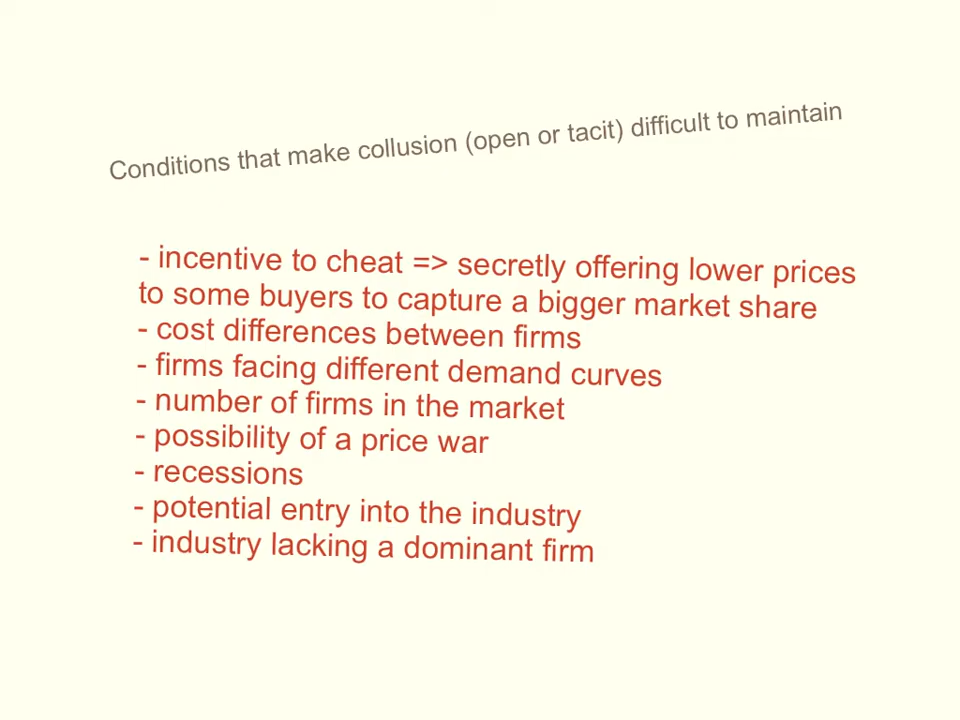 Conditions that make collusion (open or tacit) difficult to maintain
- incentive to cheat => secretly offering lower prices
to some buyers to capture a bigger market share
- cost differences between firms
- firms facing different demand curves
- number of firms in the market
- possibility of a price war
- recessions
- potential entry into the industry
- industry lacking a dominant firm